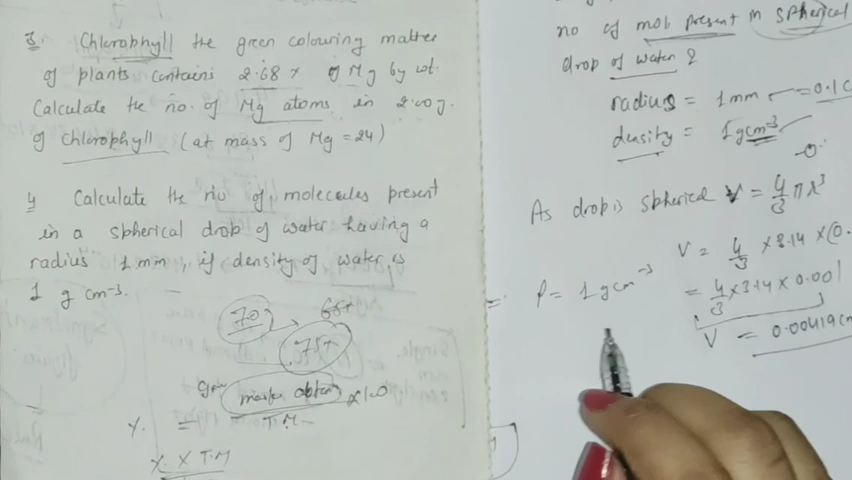 3. Chlorophyll the green colouring matter
of plants contains 2.68 % of Mg by wt.
Calculate the no. of Mg atoms in 2.00 g.
of chlorophyll (at mass of Mg = 24)
4 Calculate the no of molecules present
in a spherical drop of water having a
radius 1 mm, if density of water is
1 g cm⁻³.
70 → 65%
75%
marks obtain x100
%. = T.M
%. X T.M
no of mol present in spherical
drop of water ?
radius = 1mm = 0.1 c
density = 1 g cm⁻³
As drop is spherical V = 4/3 π r³
V = 4/3 x 3.14 x (0.
ρ = 1 g cm⁻³ = 4/3 x 3.14 x 0.001
V = 0.00419 cm